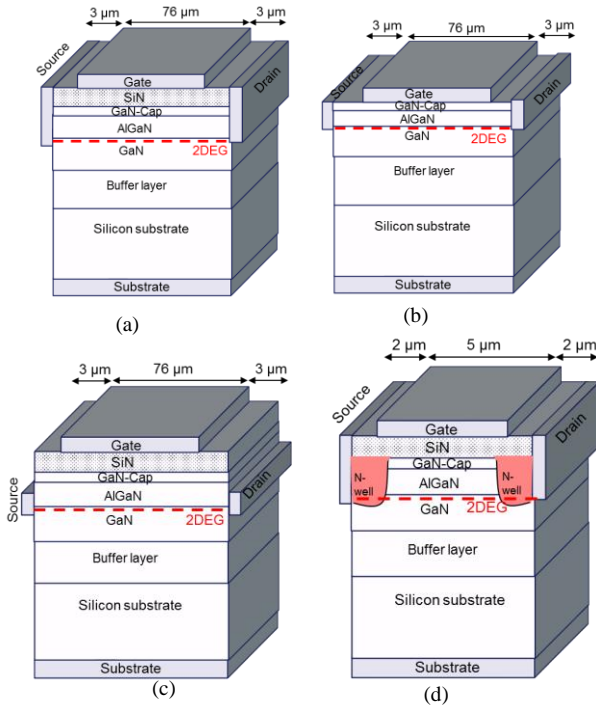 3 µm
76 µm
3 µm
Source
Drain
Gate
SiN
GaN-Cap
AlGaN
GaN
2DEG
Buffer layer
Silicon substrate
Substrate
(a)
3 µm
76 µm
3 µm
Source
Drain
Gate
GaN-Cap
AlGaN
GaN
2DEG
Buffer layer
Silicon substrate
Substrate
(b)
3 µm
76 µm
3 µm
Source
Drain
Gate
SiN
GaN-Cap
AlGaN
GaN
2DEG
Buffer layer
Silicon substrate
Substrate
(c)
2 µm
5 µm
2 µm
Source
Drain
Gate
SiN
GaN-Cap
N-
well
AlGaN
N-
well
GaN
2DEG
Buffer layer
Silicon substrate
Substrate
(d)